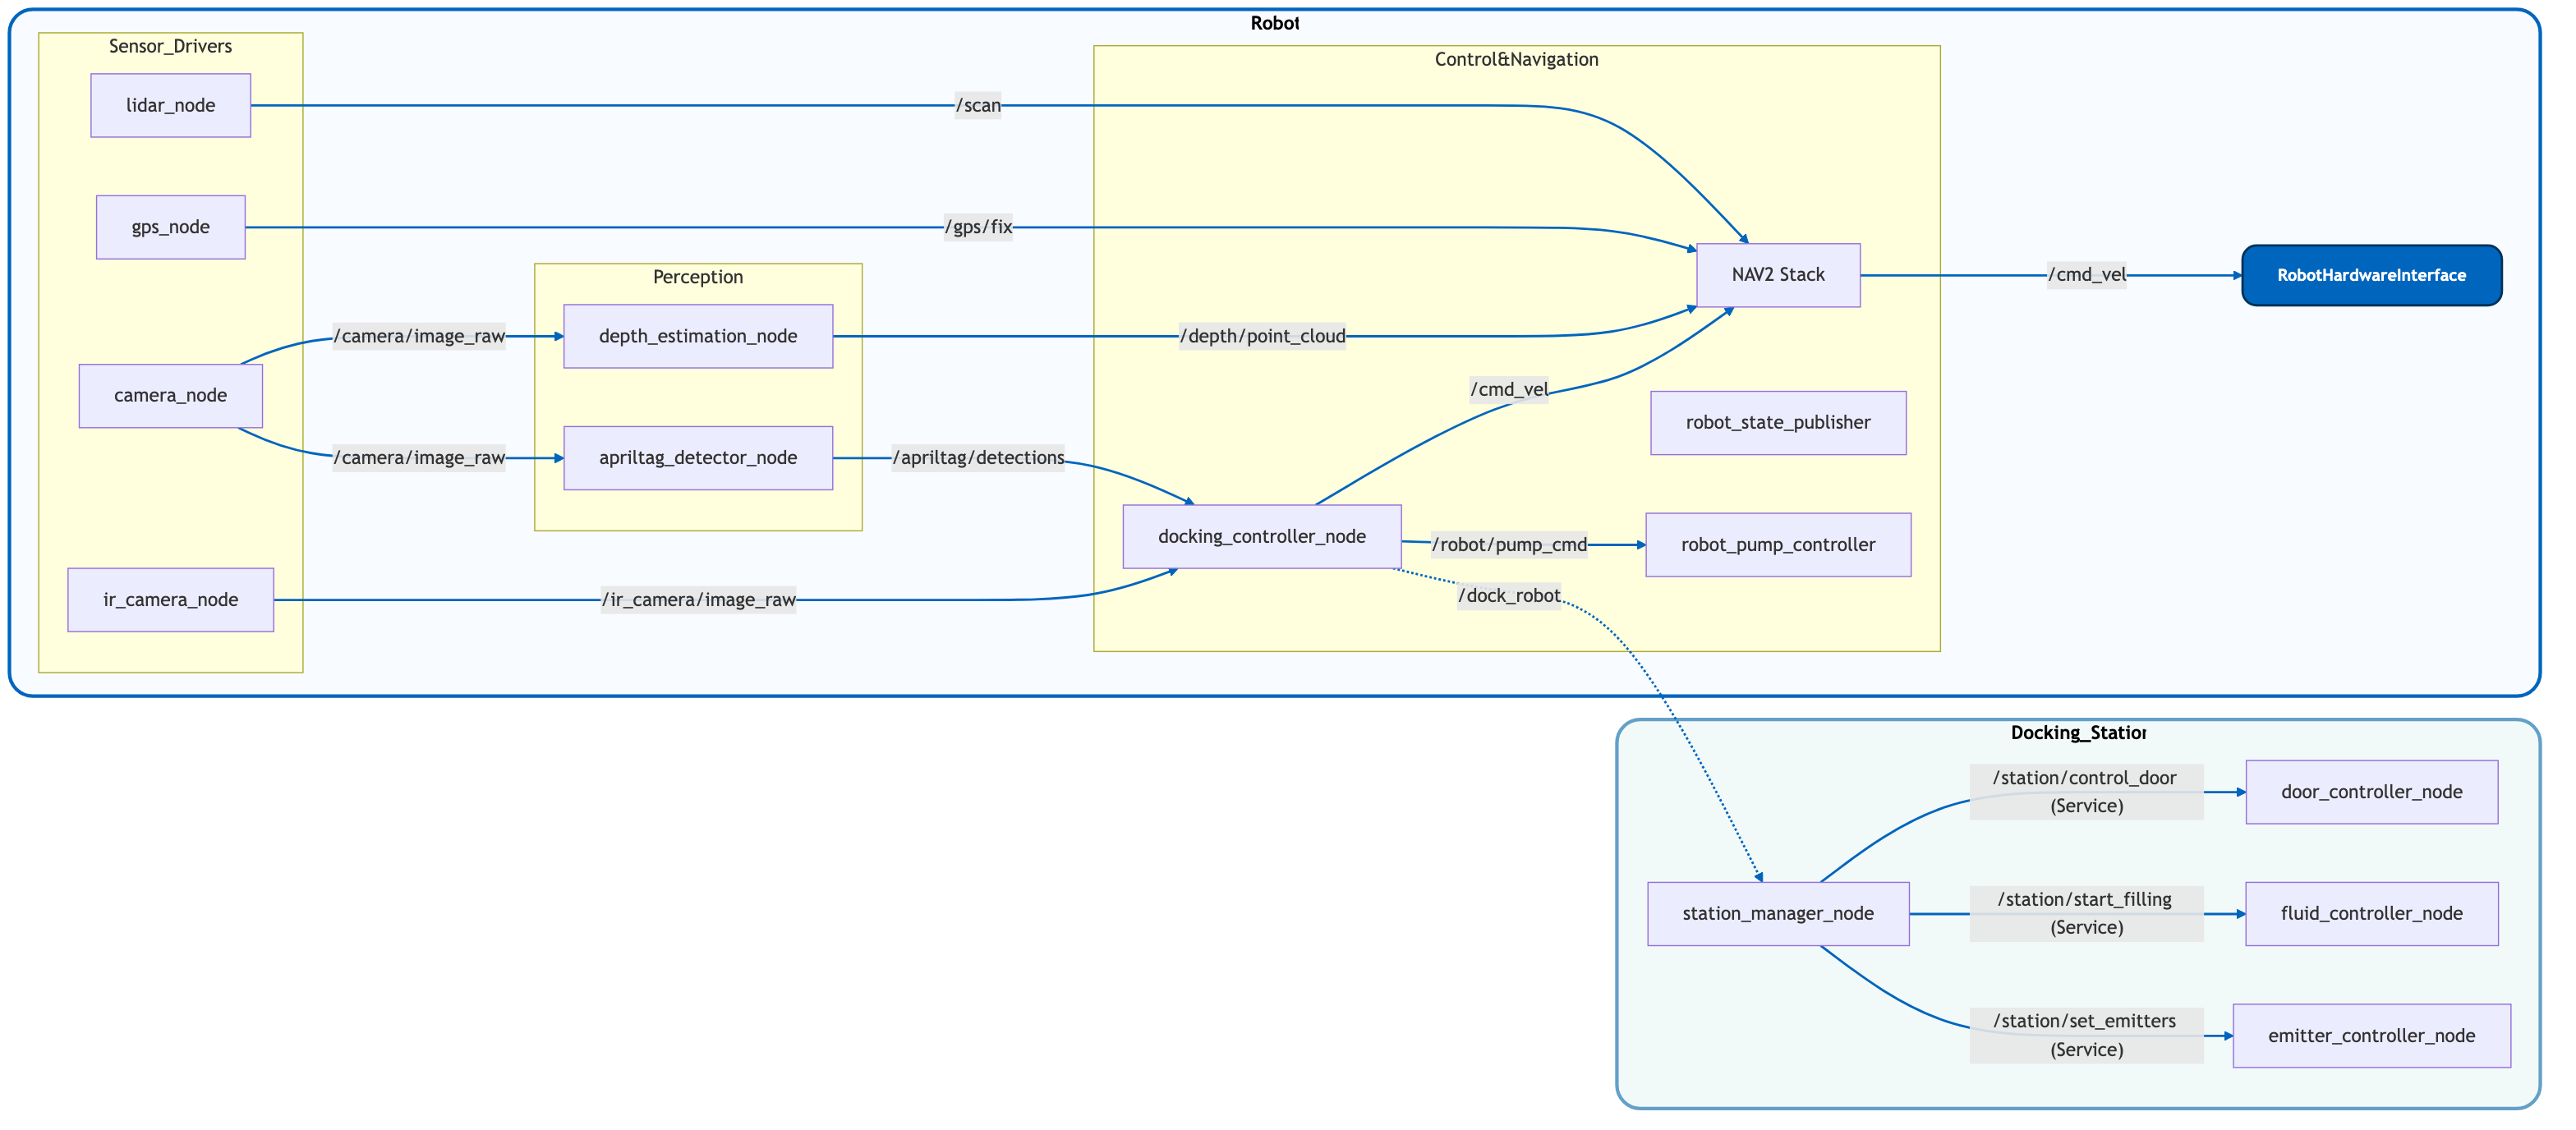 Robot
Sensor_Drivers
lidar_node
/scan
gps_node
/gps/fix
camera_node
/camera/image_raw
/camera/image_raw
ir_camera_node
/ir_camera/image_raw
Perception
depth_estimation_node
/depth/point_cloud
apriltag_detector_node
/apriltag/detections
Control&Navigation
NAV2 Stack
/cmd_vel
robot_state_publisher
docking_controller_node
/robot/pump_cmd
robot_pump_controller
/dock_robot
/cmd_vel
RobotHardwareInterface
Docking_Station
station_manager_node
/station/control_door
(Service)
door_controller_node
/station/start_filling
(Service)
fluid_controller_node
/station/set_emitters
(Service)
emitter_controller_node